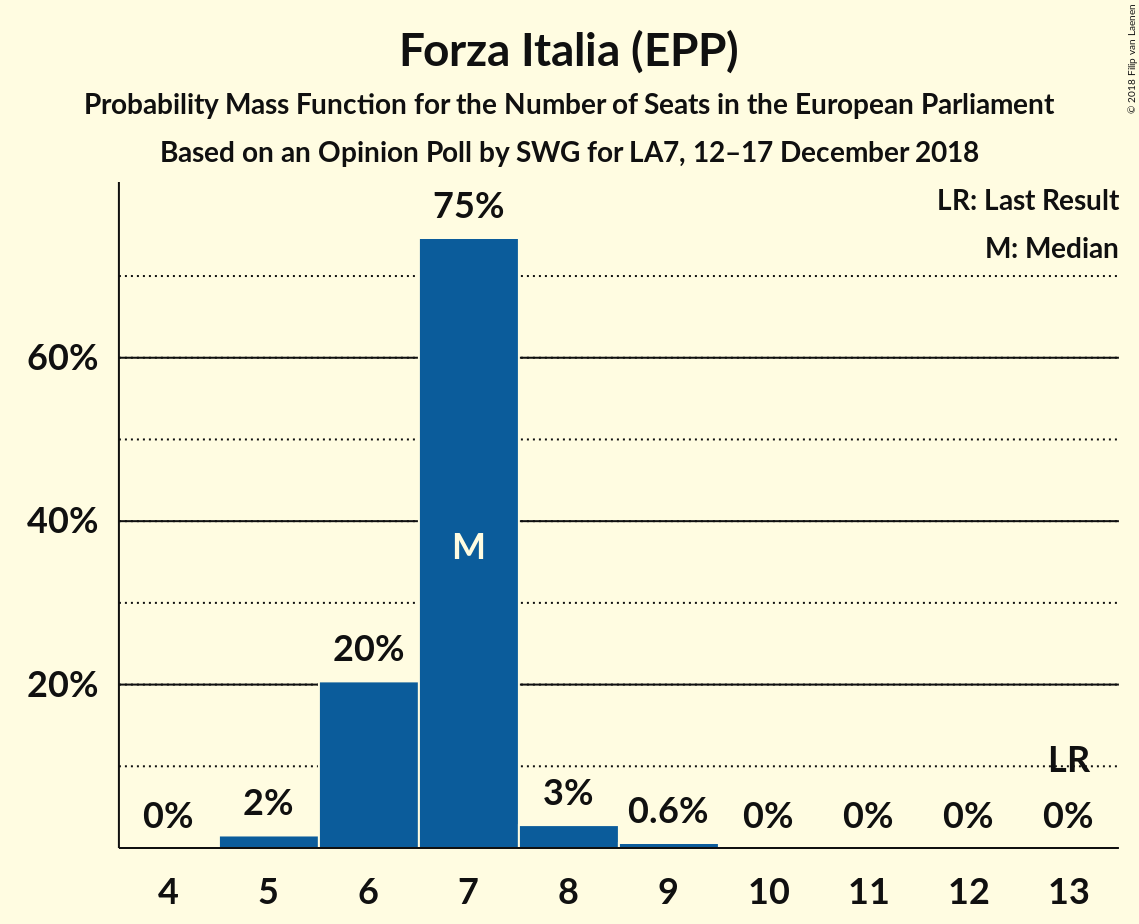 Forza Italia (EPP)
Probability Mass Function for the Number of Seats in the European Parliament
Based on an Opinion Poll by SWG for LA7, 12–17 December 2018
© 2018 Filip van Laenen
LR: Last Result
M: Median
75%
60%
40%
M
20%
20%
LR
0%
2%
3%
0.6%
0%
0%
0%
0%
4
5
6
7
8
9
10
11
12
13